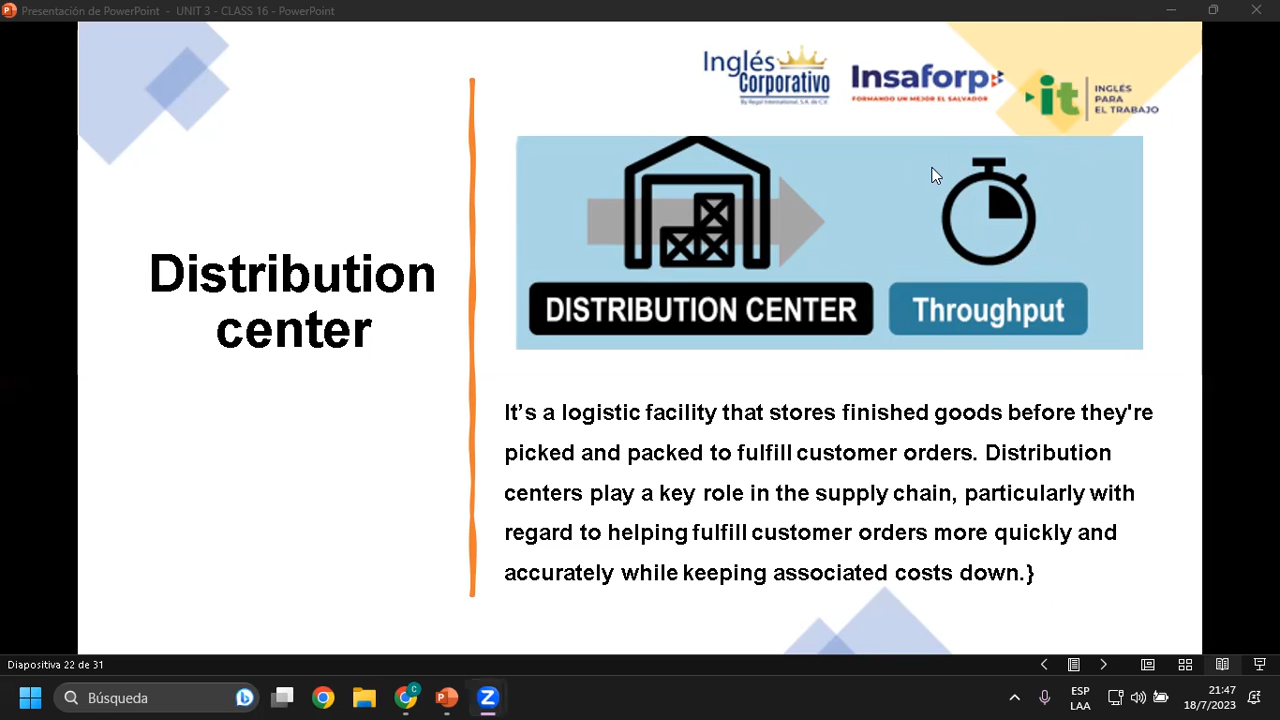 Presentación de PowerPoint - UNIT 3 - CLASS 16 - PowerPoint
Inglés
Corporativo
By Regal International, S.A. de C.V.
Insaforp
FORMANDO UN MEJOR EL SALVADOR
it
INGLÉS
PARA
EL TRABAJO
DISTRIBUTION CENTER
Throughput
Distribution
center
It’s a logistic facility that stores finished goods before they're
picked and packed to fulfill customer orders. Distribution
centers play a key role in the supply chain, particularly with
regard to helping fulfill customer orders more quickly and
accurately while keeping associated costs down.}
Diapositiva 22 de 31
Búsqueda
ESP
LAA
21:47
18/7/2023